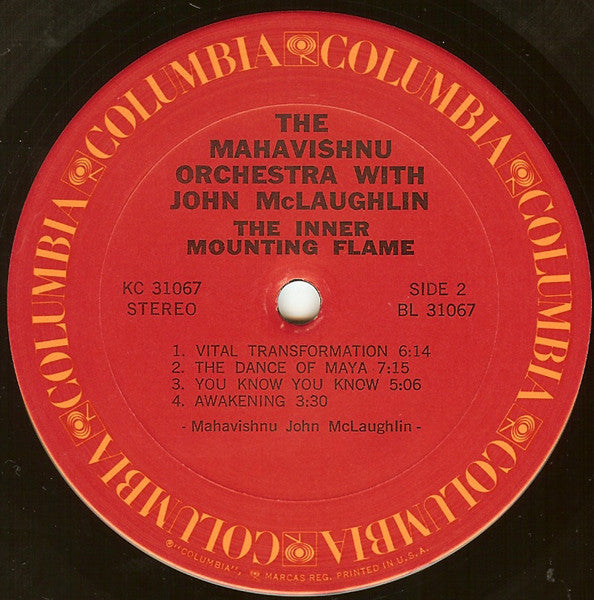 COLUMBIA COLUMBIA COLUMBIA COLUMBIA COLUMBIA COLUMBIA COLUMBIA COLUMBIA
THE
MAHAVISHNU
ORCHESTRA WITH
JOHN McLAUGHLIN
THE INNER
MOUNTING FLAME
KC 31067
STEREO
SIDE 2
BL 31067
1. VITAL TRANSFORMATION 6:14
2. THE DANCE OF MAYA 7:15
3. YOU KNOW YOU KNOW 5:06
4. AWAKENING 3:30
- Mahavishnu John McLaughlin -
®"COLUMBIA", MARCAS REG. PRINTED IN U.S.A.